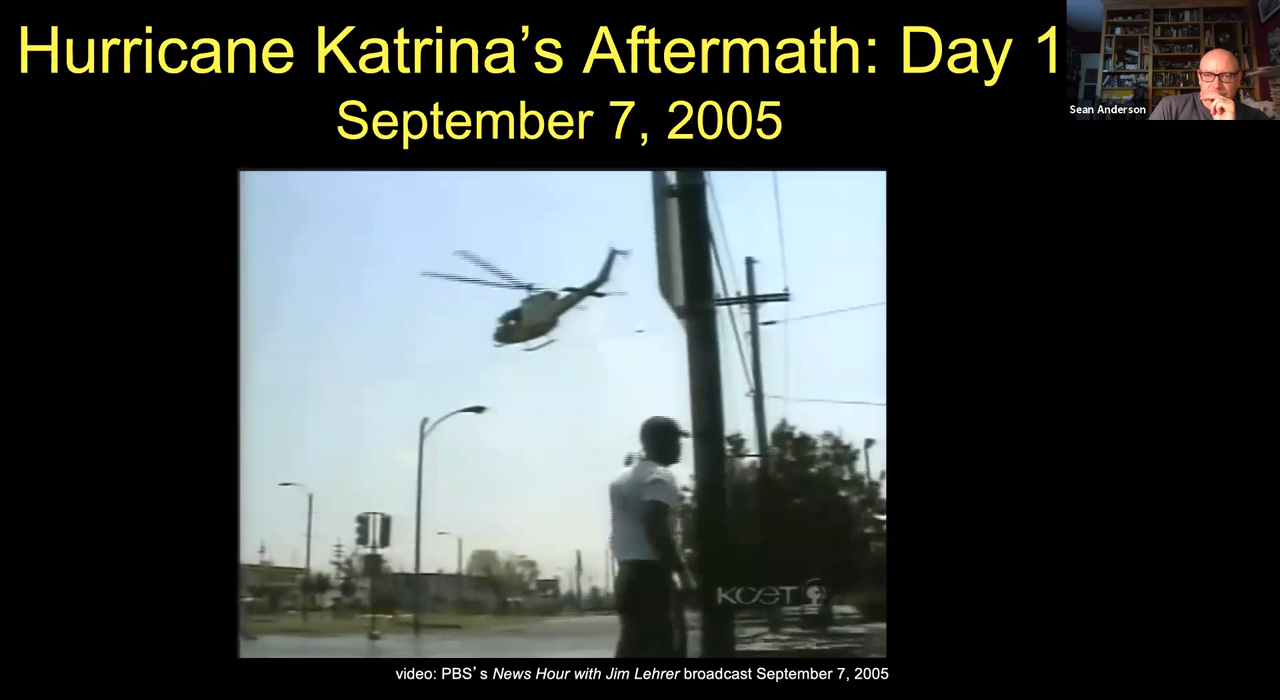 Hurricane Katrina’s Aftermath: Day 1
September 7, 2005
Sean Anderson
KCET
video: PBS’s News Hour with Jim Lehrer broadcast September 7, 2005